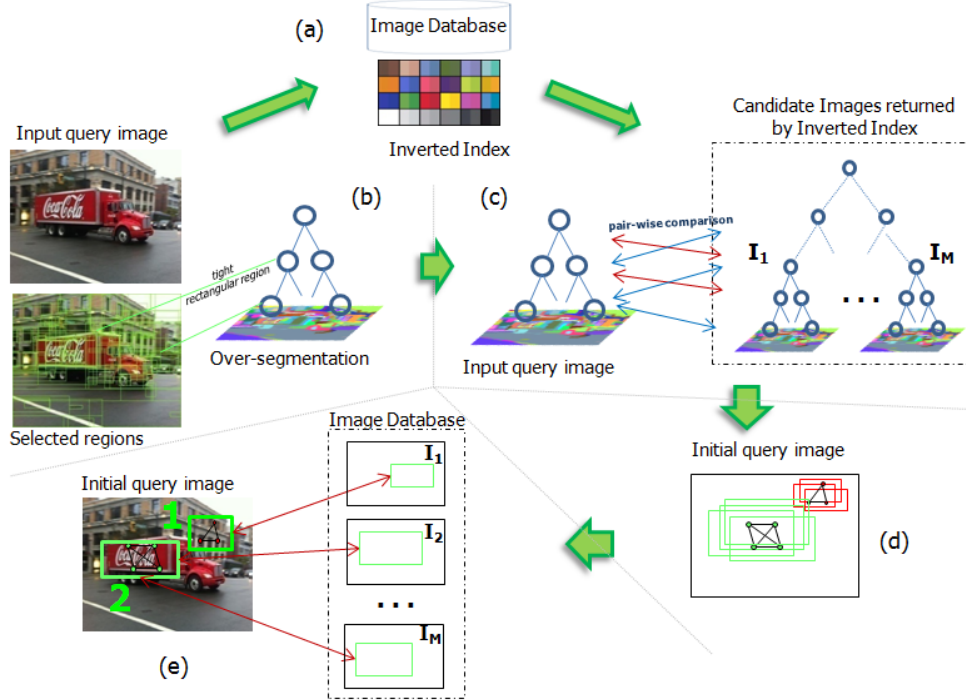 (a)
Image Database
Inverted Index
Input query image
Coca-Cola
Candidate Images returned
by Inverted Index
(b)
(c)
tight
rectangular region
Over-segmentation
pair-wise comparison
Input query image
I1
IM
...
Coca-Cola
Selected regions
Image Database
I1
I2
...
IM
Initial query image
1
Coca-Cola
2
(e)
Initial query image
(d)